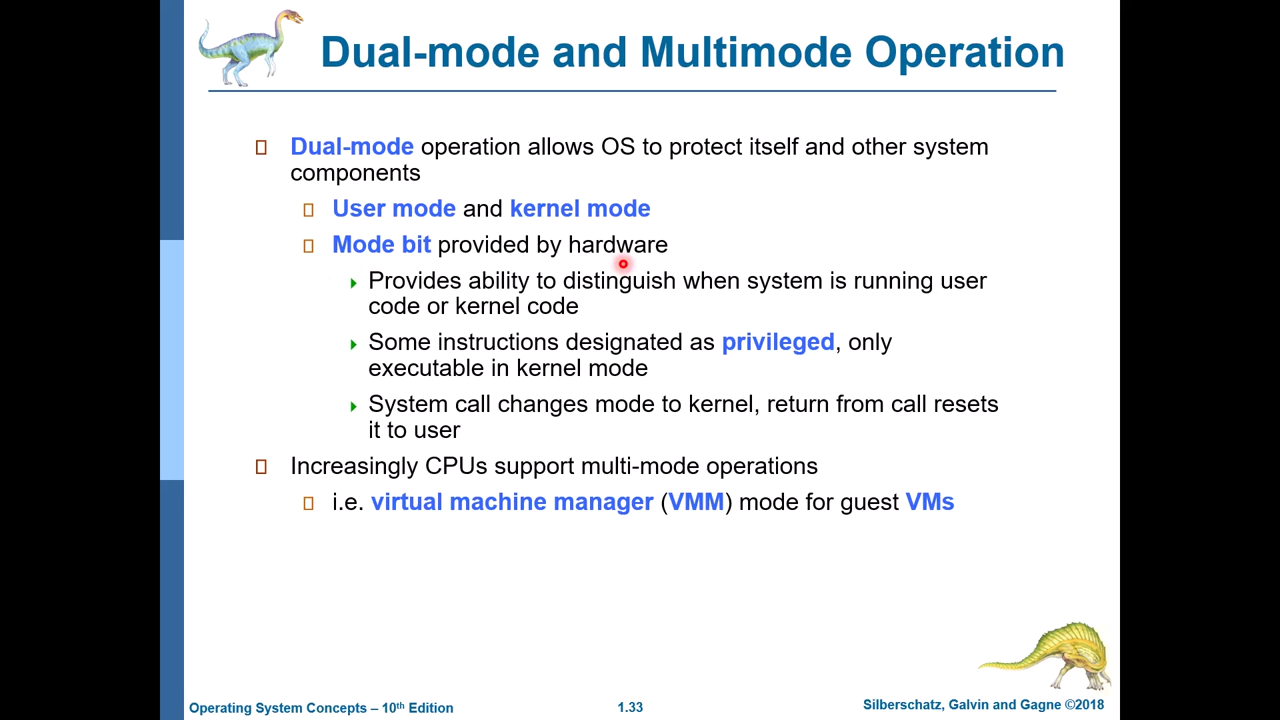 Dual-mode and Multimode Operation
Dual-mode operation allows OS to protect itself and other system
components
User mode and kernel mode
Mode bit provided by hardware
Provides ability to distinguish when system is running user
code or kernel code
Some instructions designated as privileged, only
executable in kernel mode
System call changes mode to kernel, return from call resets
it to user
Increasingly CPUs support multi-mode operations
i.e. virtual machine manager (VMM) mode for guest VMs
Operating System Concepts – 10th Edition
1.33
Silberschatz, Galvin and Gagne ©2018